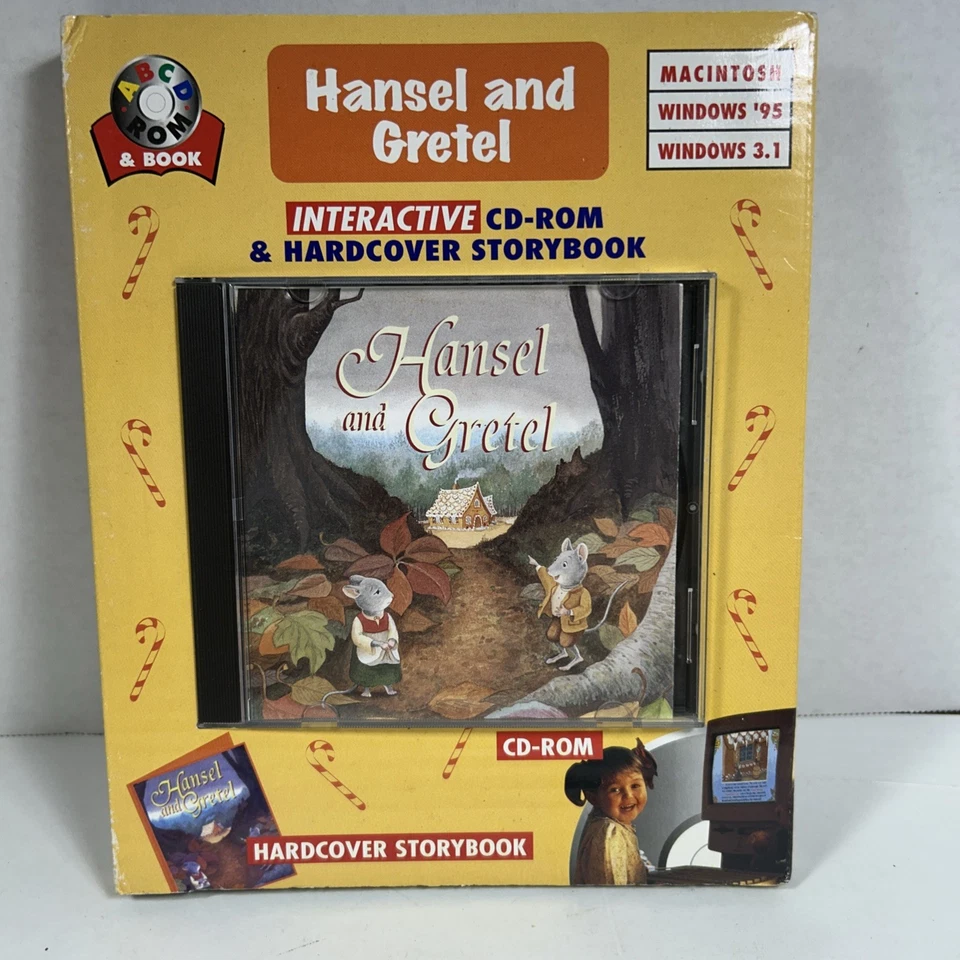 ABCD
ROM
& BOOK
Hansel and
Gretel
MACINTOSH
WINDOWS '95
WINDOWS 3.1
INTERACTIVE CD-ROM
& HARDCOVER STORYBOOK
Hansel
and Gretel
CD-ROM
Hansel
and Gretel
HARDCOVER STORYBOOK